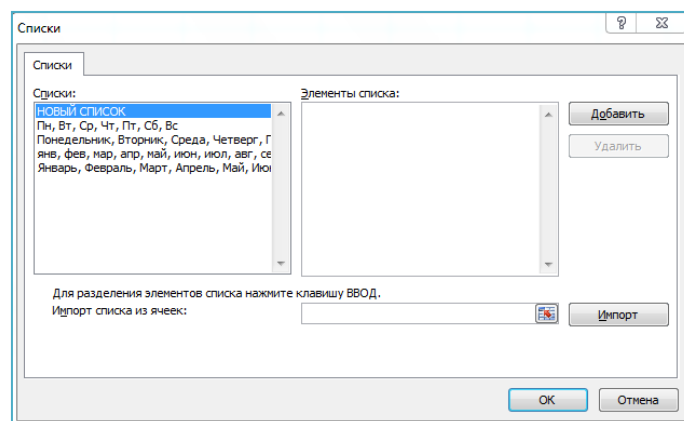 Списки
Списки
Списки:
НОВЫЙ СПИСОК
Пн, Вт, Ср, Чт, Пт, Сб, Вс
Понедельник, Вторник, Среда, Четверг, П
янв, фев, мар, апр, май, июн, июл, авг, се
Январь, Февраль, Март, Апрель, Май, Июн
Элементы списка:
Добавить
Удалить
Для разделения элементов списка нажмите клавишу ВВОД.
Импорт списка из ячеек:
Импорт
ОК
Отмена